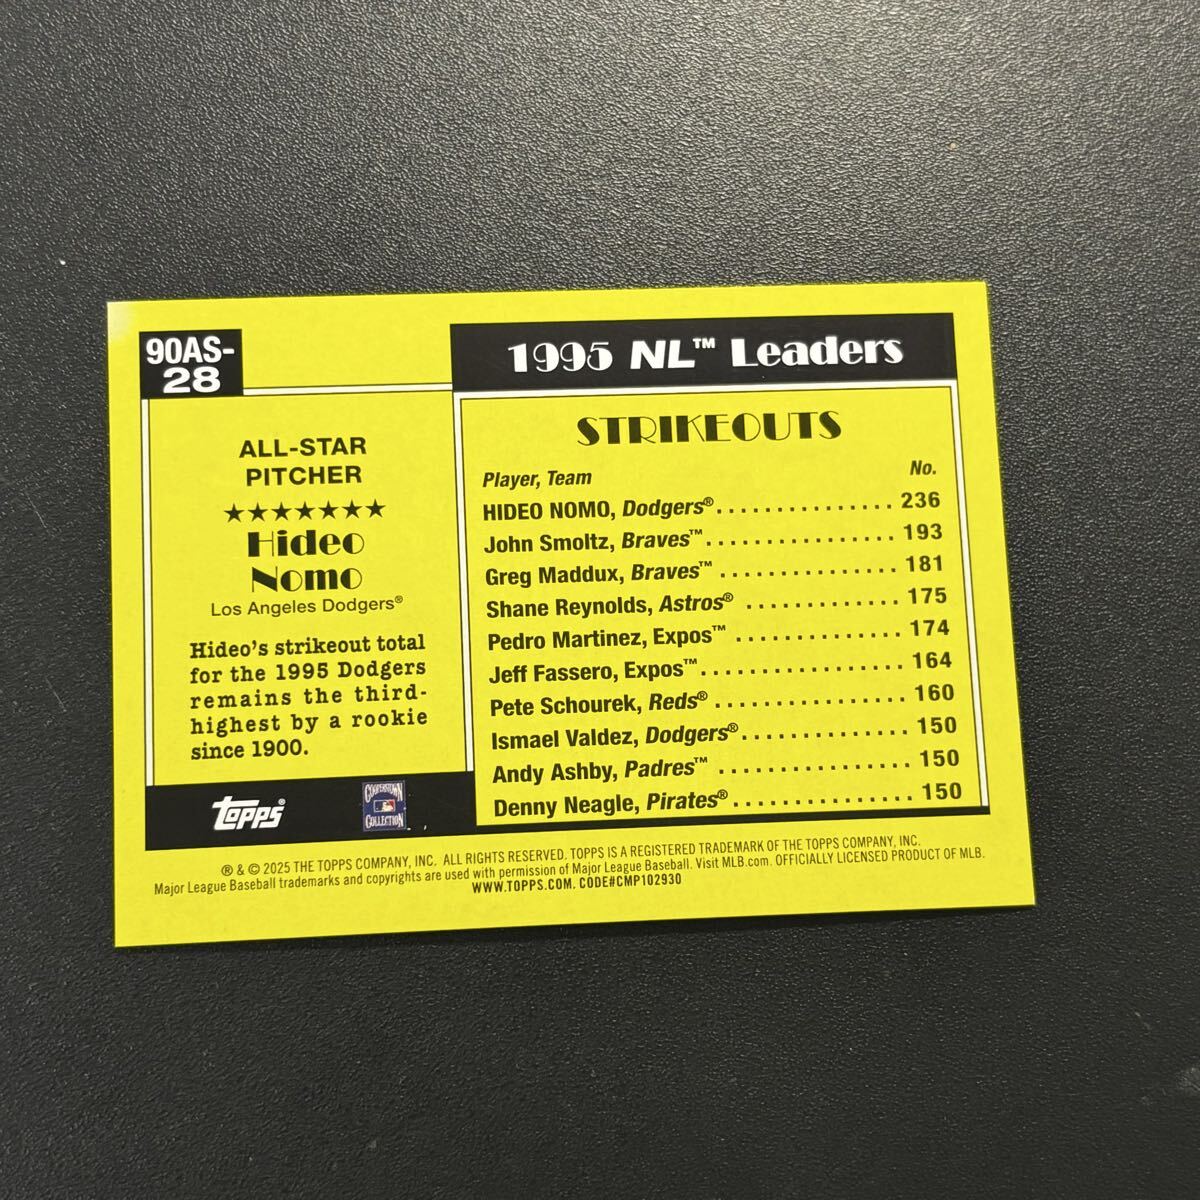 90AS-
28
ALL-STAR
PITCHER
★★★★★★★
Hideo
Nomo
Los Angeles Dodgers®
Hideo's strikeout total
for the 1995 Dodgers
remains the third-
highest by a rookie
since 1900.
1995 NL™ Leaders
STRIKEOUTS
Player, Team No.
HIDEO NOMO, Dodgers® . . . . . . . . . . . . . . . 236
John Smoltz, Braves™ . . . . . . . . . . . . . . . . 193
Greg Maddux, Braves™ . . . . . . . . . . . . . . . 181
Shane Reynolds, Astros® . . . . . . . . . . . . . 175
Pedro Martinez, Expos™ . . . . . . . . . . . . . . 174
Jeff Fassero, Expos™ . . . . . . . . . . . . . . . . 164
Pete Schourek, Reds® . . . . . . . . . . . . . . . 160
Ismael Valdez, Dodgers® . . . . . . . . . . . . . 150
Andy Ashby, Padres™ . . . . . . . . . . . . . . . 150
Denny Neagle, Pirates® . . . . . . . . . . . . . . 150
Topps®
COOPERSTOWN
COLLECTION
® & © 2025 THE TOPPS COMPANY, INC. ALL RIGHTS RESERVED. TOPPS IS A REGISTERED TRADEMARK OF THE TOPPS COMPANY, INC.
Major League Baseball trademarks and copyrights are used with permission of Major League Baseball. Visit MLB.com. OFFICIALLY LICENSED PRODUCT OF MLB.
WWW.TOPPS.COM. CODE#CMP102930